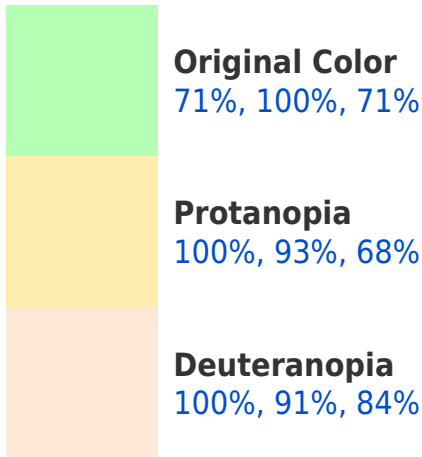 Original Color
71%, 100%, 71%
Protanopia
100%, 93%, 68%
Deuteranopia
100%, 91%, 84%